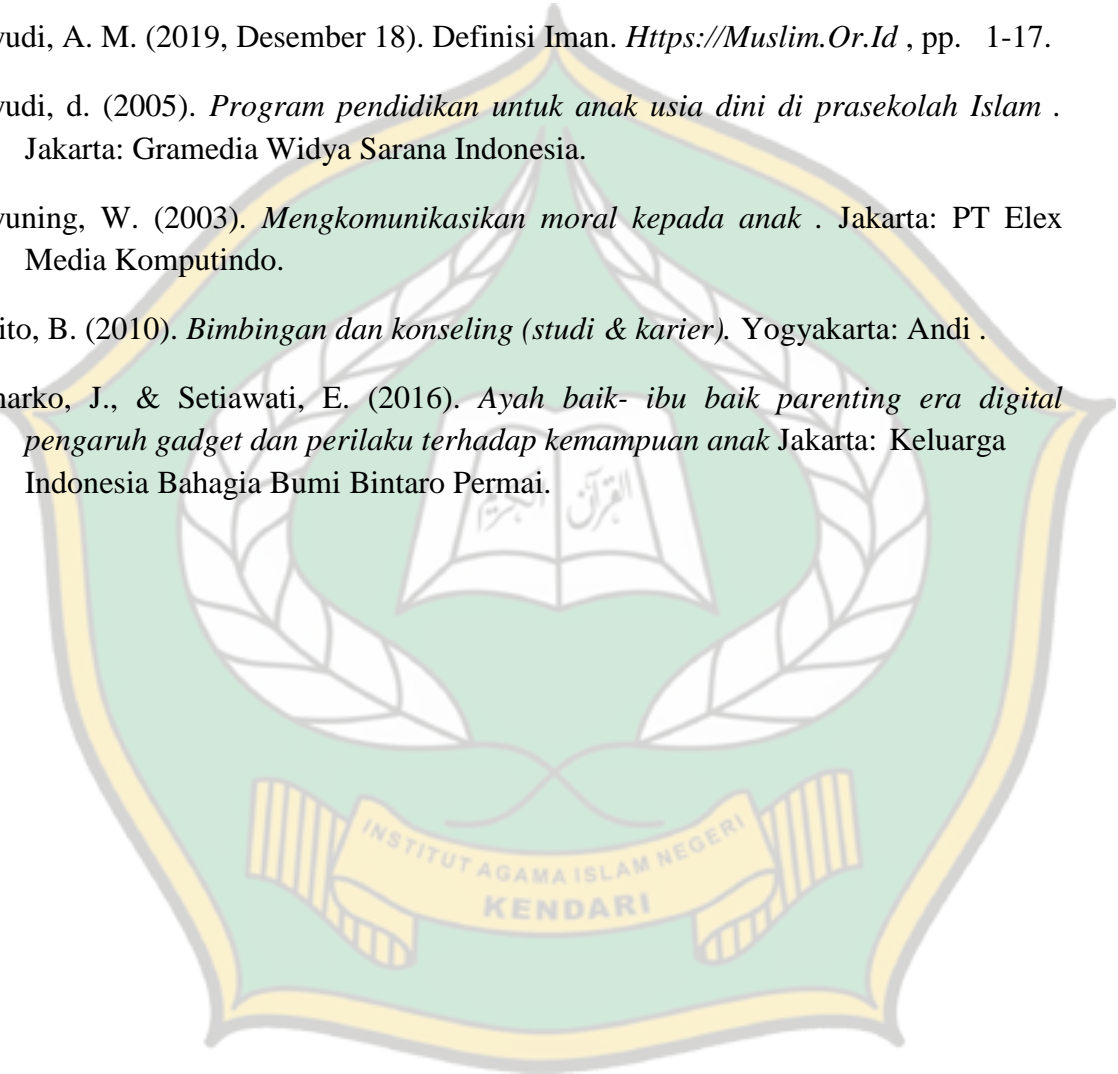 yudi, A. M. (2019, Desember 18). Definisi Iman. Https://Muslim.Or.Id , pp. 1-17.
yudi, d. (2005). Program pendidikan untuk anak usia dini di prasekolah Islam .
Jakarta: Gramedia Widya Sarana Indonesia.
yuning, W. (2003). Mengkomunikasikan moral kepada anak . Jakarta: PT Elex
Media Komputindo.
ito, B. (2010). Bimbingan dan konseling (studi & karier). Yogyakarta: Andi .
narko, J., & Setiawati, E. (2016). Ayah baik- ibu baik parenting era digital
pengaruh gadget dan perilaku terhadap kemampuan anak Jakarta: Keluarga
Indonesia Bahagia Bumi Bintaro Permai.
القرآن الكريم
INSTITUT AGAMA ISLAM NEGERI
KENDARI